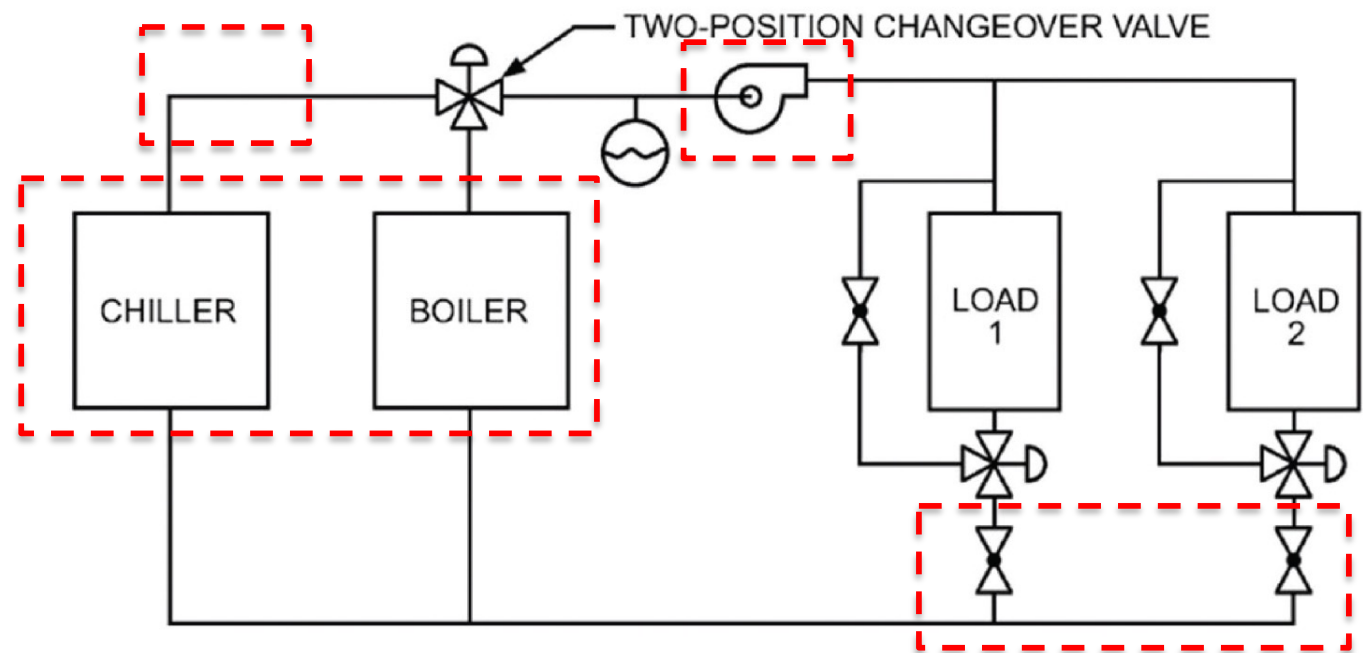 TWO-POSITION CHANGEOVER VALVE
CHILLER
BOILER
LOAD
1
LOAD
2